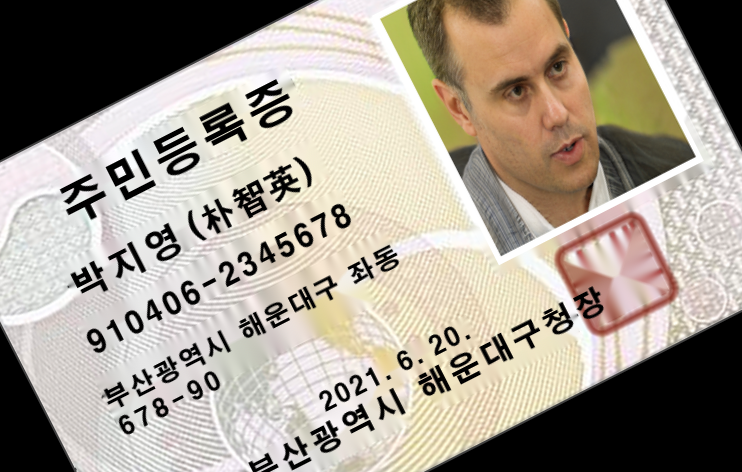 주민등록증
박지영(朴智英)
910406-2345678
부산광역시 해운대구 좌동
678-90
2021. 6. 20.
부산광역시 해운대구청장